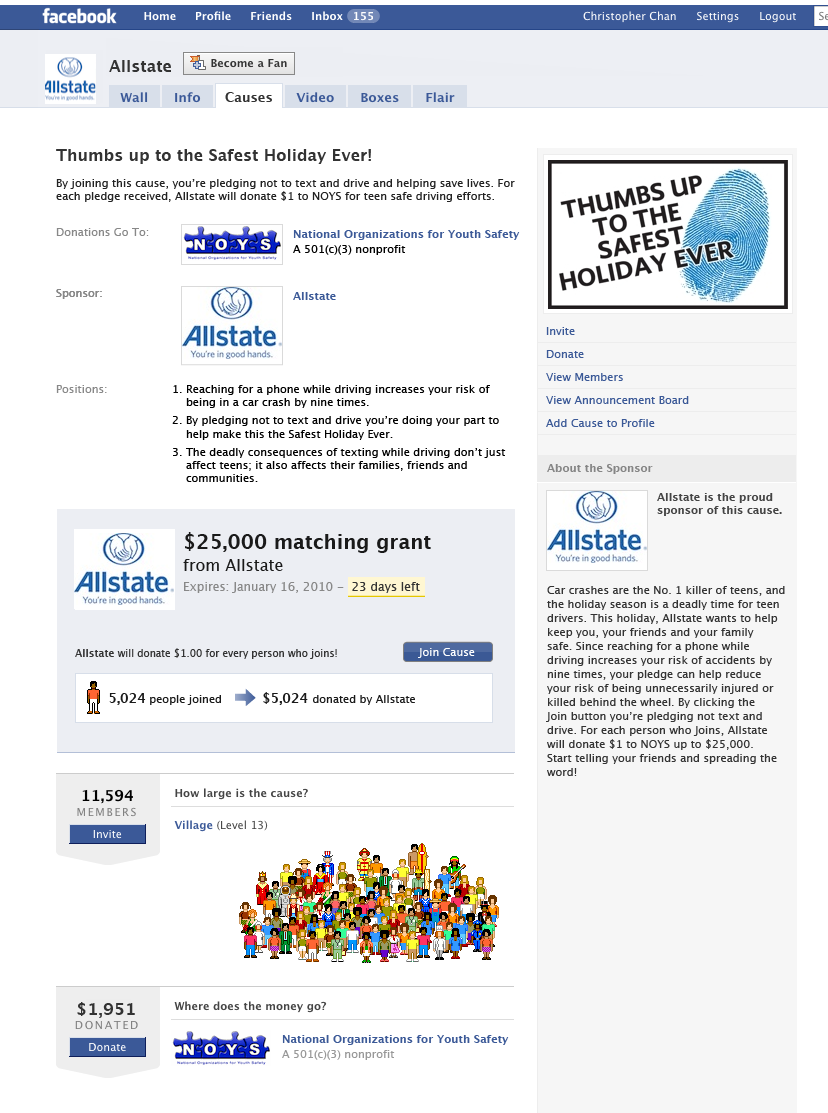 facebook Home Profile Friends Inbox 155 Christopher Chan Settings Logout
Allstate Become a Fan
Allstate
You're in good hands.
Wall Info Causes Video Boxes Flair
Thumbs up to the Safest Holiday Ever!
By joining this cause, you're pledging not to text and drive and helping save lives. For
each pledge received, Allstate will donate $1 to NOYS for teen safe driving efforts.
Donations Go To:
NOYS
National Organizations for Youth Safety
National Organizations for Youth Safety
A 501(c)(3) nonprofit
Sponsor:
Allstate
You're in good hands.
Allstate
Positions:
1. Reaching for a phone while driving increases your risk of
being in a car crash by nine times.
2. By pledging not to text and drive you're doing your part to
help make this the Safest Holiday Ever.
3. The deadly consequences of texting while driving don't just
affect teens; it also affects their families, friends and
communities.
Allstate
You're in good hands.
$25,000 matching grant
from Allstate
Expires: January 16, 2010 – 23 days left
Allstate will donate $1.00 for every person who joins!
Join Cause
5,024 people joined $5,024 donated by Allstate
11,594
MEMBERS
Invite
How large is the cause?
Village (Level 13)
$1,951
DONATED
Donate
Where does the money go?
NOYS
National Organizations for Youth Safety
National Organizations for Youth Safety
A 501(c)(3) nonprofit
THUMBS UP
TO THE
SAFEST
HOLIDAY EVER
Invite
Donate
View Members
View Announcement Board
Add Cause to Profile
About the Sponsor
Allstate
You're in good hands.
Allstate is the proud
sponsor of this cause.
Car crashes are the No. 1 killer of teens, and
the holiday season is a deadly time for teen
drivers. This holiday, Allstate wants to help
keep you, your friends and your family
safe. Since reaching for a phone while
driving increases your risk of accidents by
nine times, your pledge can help reduce
your risk of being unnecessarily injured or
killed behind the wheel. By clicking the
Join button you're pledging not text and
drive. For each person who Joins, Allstate
will donate $1 to NOYS up to $25,000.
Start telling your friends and spreading the
word!